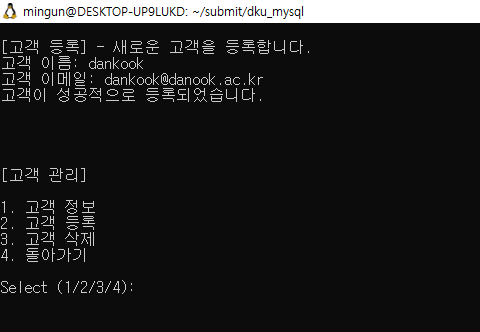 mingun@DESKTOP-UP9LUKD: ~/submit/dku_mysql
[고객 등록] - 새로운 고객을 등록합니다.
고객 이름: dankook
고객 이메일: dankook@danook.ac.kr
고객이 성공적으로 등록되었습니다.
[고객 관리]
1. 고객 정보
2. 고객 등록
3. 고객 삭제
4. 돌아가기
Select (1/2/3/4):